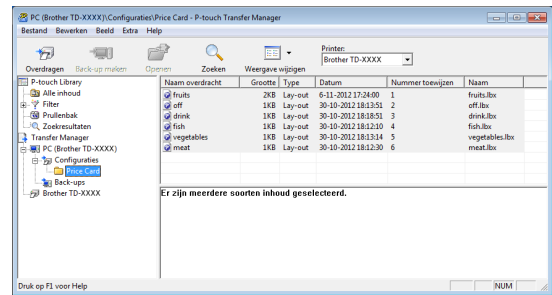 PC (Brother TD-XXXX)\Configuraties\Price Card - P-touch Transfer Manager
Bestand Bewerken Beeld Extra Help
Overdragen Back-up maken Openen Zoeken Weergave wijzigen
Printer:
Brother TD-XXXX
P-touch Library
Alle inhoud
Filter
Prullenbak
Zoekresultaten
Transfer Manager
PC (Brother TD-XXXX)
Configuraties
Price Card
Back-ups
Brother TD-XXXX
Naam overdracht Grootte Type Datum Nummer toewijzen Naam
fruits 2KB Lay-out 6-11-2012 17:24:00 1 fruits.lbx
off 1KB Lay-out 30-10-2012 18:13:51 2 off.lbx
drink 1KB Lay-out 30-10-2012 18:18:51 3 drink.lbx
fish 1KB Lay-out 30-10-2012 18:12:10 4 fish.lbx
vegetables 1KB Lay-out 30-10-2012 18:13:14 5 vegetables.lbx
meat 1KB Lay-out 30-10-2012 18:12:30 6 meat.lbx
Er zijn meerdere soorten inhoud geselecteerd.
Druk op F1 voor Help
NUM